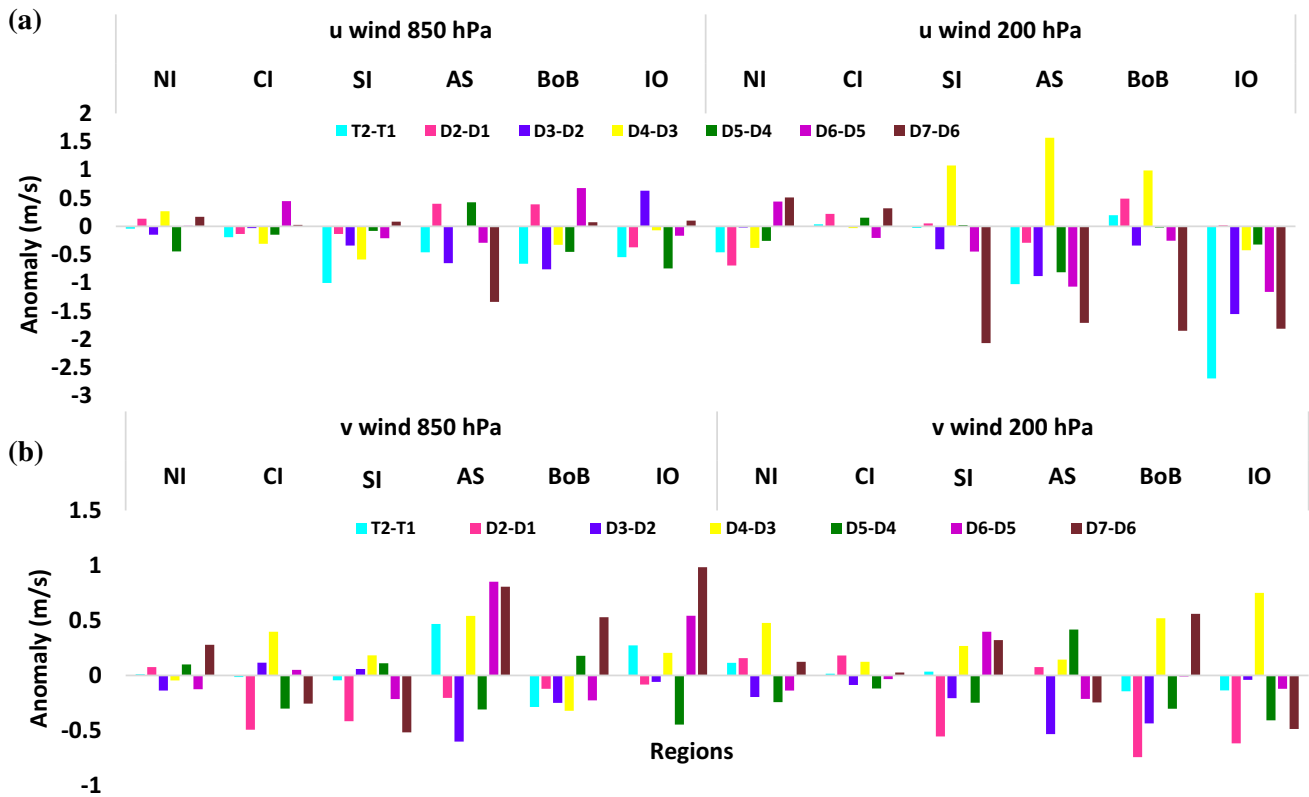 (a)
u wind 850 hPa u wind 200 hPa
NI CI SI AS BoB IO NI CI SI AS BoB IO
T2-T1 D2-D1 D3-D2 D4-D3 D5-D4 D6-D5 D7-D6
2
1.5
1
0.5
0
-0.5
-1
-1.5
-2
-2.5
-3
Anomaly (m/s)
(b)
v wind 850 hPa v wind 200 hPa
NI CI SI AS BoB IO NI CI SI AS BoB IO
T2-T1 D2-D1 D3-D2 D4-D3 D5-D4 D6-D5 D7-D6
1.5
1
0.5
0
-0.5
-1
Anomaly (m/s)
Regions